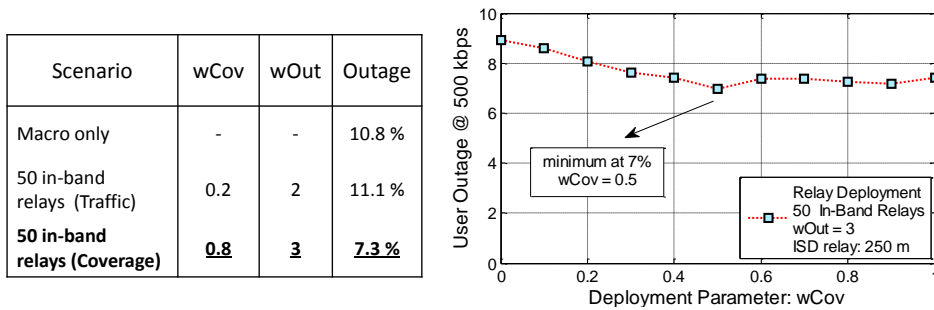 Scenario wCov wOut Outage
Macro only - - 10.8 %
50 in-band
relays (Traffic) 0.2 2 11.1 %
50 in-band
relays (Coverage) 0.8 3 7.3 %
User Outage @ 500 kbps
10
8
6
4
2
0
minimum at 7%
wCov = 0.5
Relay Deployment
50 In-Band Relays
wOut = 3
ISD relay: 250 m
0 0.2 0.4 0.6 0.8 1
Deployment Parameter: wCov